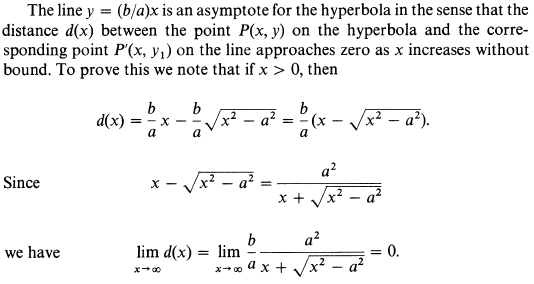 The line y = (b/a)x is an asymptote for the hyperbola in the sense that the
distance d(x) between the point P(x, y) on the hyperbola and the corre-
sponding point P′(x, y₁) on the line approaches zero as x increases without
bound. To prove this we note that if x > 0, then
d(x) = b/a x − b/a √(x² − a²) = b/a (x − √(x² − a²)).
Since x − √(x² − a²) = a² / (x + √(x² − a²))
we have lim x→∞ d(x) = lim x→∞ b/a a² / (x + √(x² − a²)) = 0.